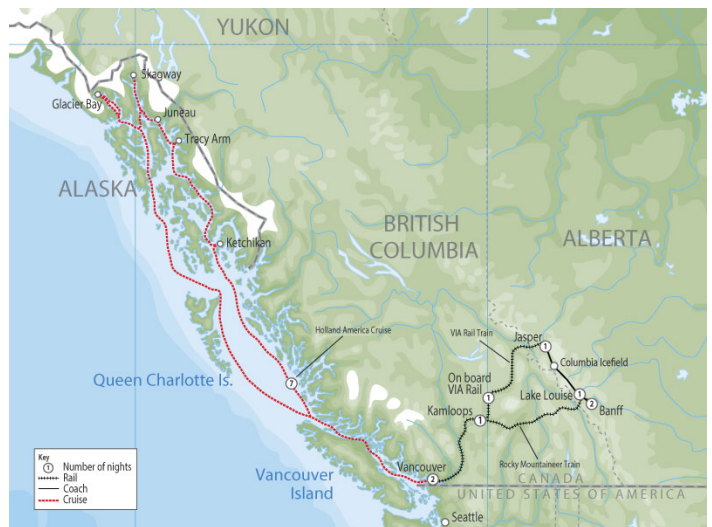 YUKON
Skagway
Glacier Bay
Juneau
Tracy Arm
ALASKA
BRITISH
COLUMBIA
ALBERTA
Ketchikan
Holland America Cruise
VIA Rail Train
Jasper
1
Columbia Icefield
Queen Charlotte Is.
7
On board
VIA Rail
1
Lake Louise
1
2
Banff
Kamloops
1
Rocky Mountaineer Train
Vancouver
2
CANADA
UNITED STATES OF AMERICA
Vancouver
Island
Seattle
Key
1 Number of nights
Rail
Coach
Cruise